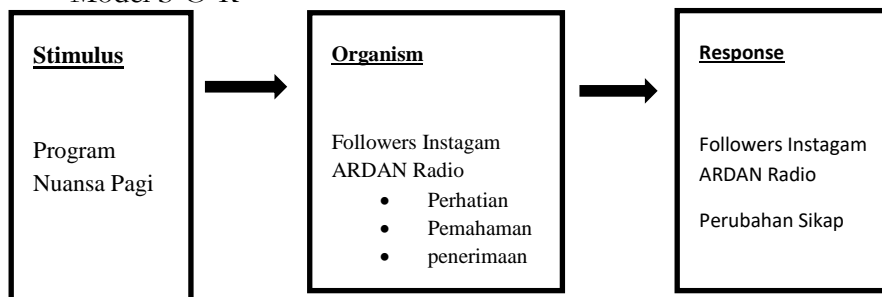 Model S-O-R
Stimulus
Program
Nuansa Pagi
Organism
Followers Instagam
ARDAN Radio
• Perhatian
• Pemahaman
• penerimaan
Response
Followers Instagam
ARDAN Radio
Perubahan Sikap